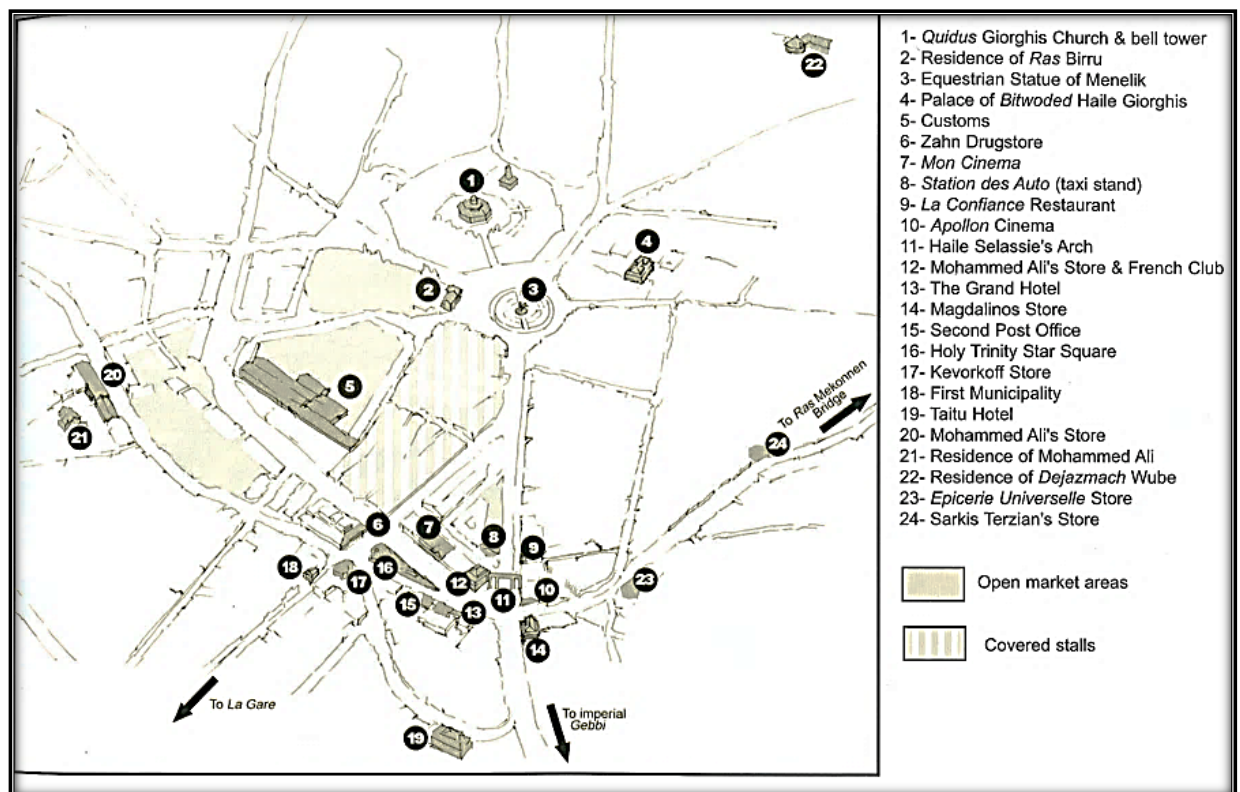 22
1
4
2
3
20
5
21
To Ras Mekonnen
Bridge
24
6
7
8
9
18
17
16
12
11
10
23
15
13
14
To La Gare
To imperial
Gebbi
19
1- Quidus Giorghis Church & bell tower
2- Residence of Ras Birru
3- Equestrian Statue of Menelik
4- Palace of Bitwoded Haile Giorghis
5- Customs
6- Zahn Drugstore
7- Mon Cinema
8- Station des Auto (taxi stand)
9- La Confiance Restaurant
10- Apollon Cinema
11- Haile Selassie's Arch
12- Mohammed Ali's Store & French Club
13- The Grand Hotel
14- Magdalinos Store
15- Second Post Office
16- Holy Trinity Star Square
17- Kevorkoff Store
18- First Municipality
19- Taitu Hotel
20- Mohammed Ali's Store
21- Residence of Mohammed Ali
22- Residence of Dejazmach Wube
23- Epicerie Universelle Store
24- Sarkis Terzian's Store
Open market areas
Covered stalls